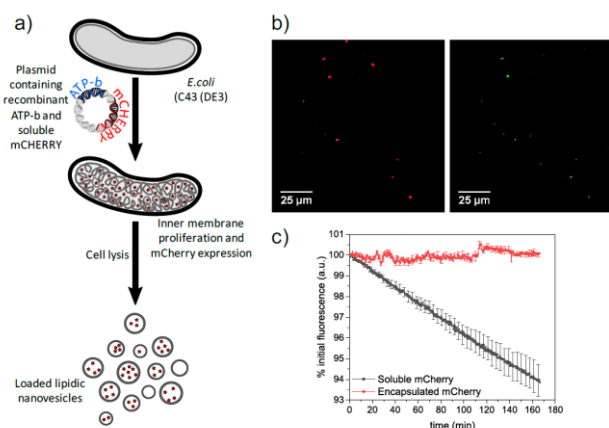 a)
Plasmid
containing
recombinant
ATP-b and
soluble
mCHERRY
ATP-b
mCHERRY
E.coli
(C43 (DE3)
Inner membrane
proliferation and
mCherry expression
Cell lysis
Loaded lipidic
nanovesicles
b)
25 µm
25 µm
c)
% initial fluorescence (a.u.)
101
100
99
98
97
96
95
94
93
Soluble mCherry
Encapsulated mCherry
0 20 40 60 80 100 120 140 160 180
time (min)